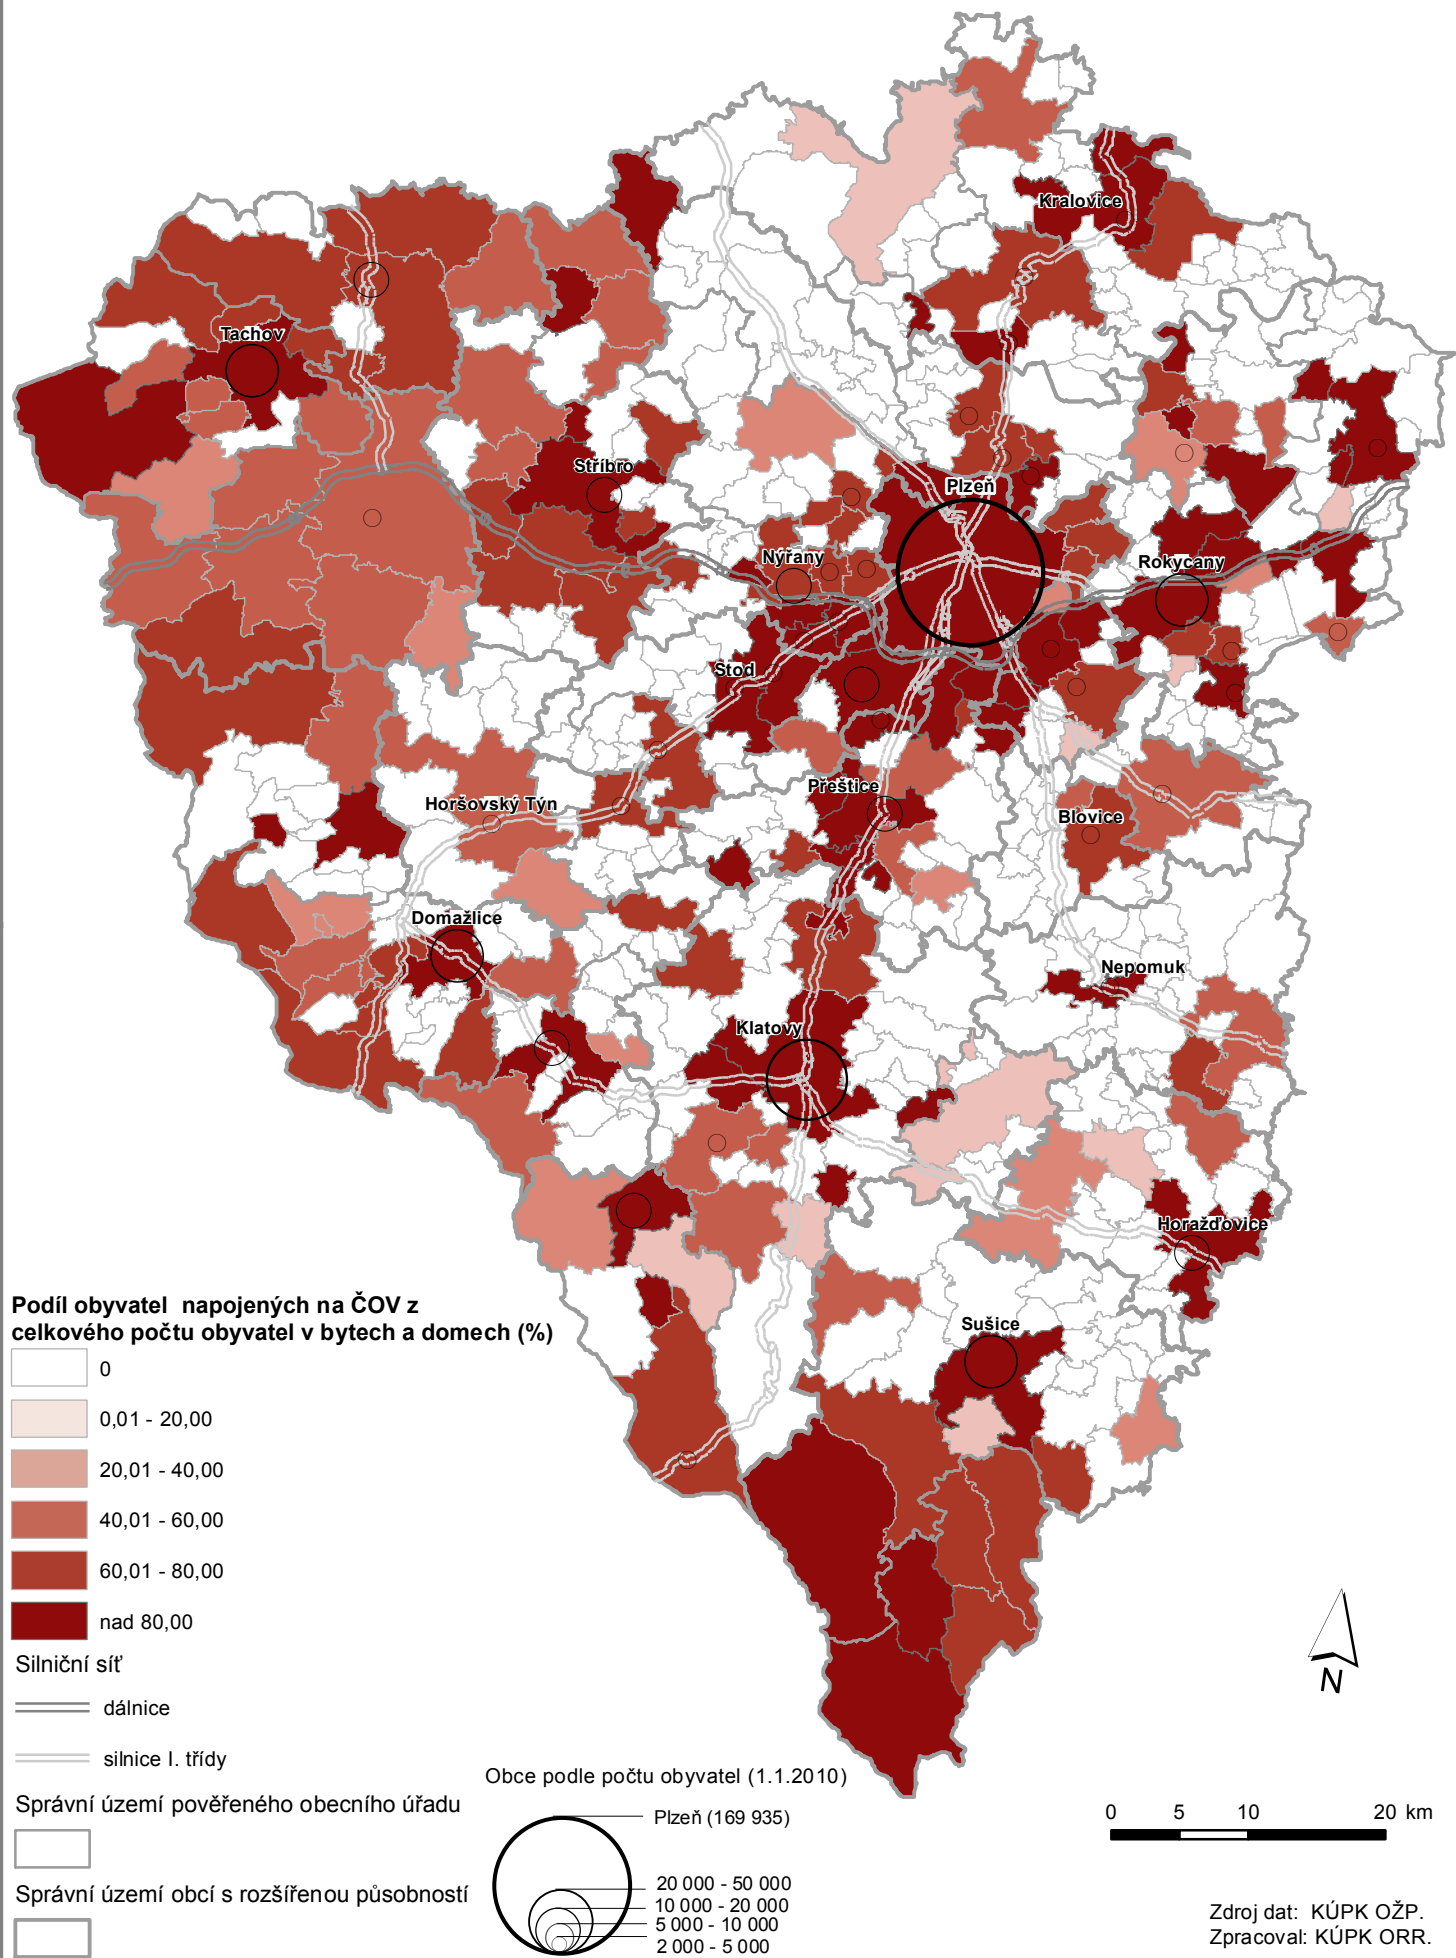 Kralovice
Tachov
Stříbro
Plzeň
Nýřany
Rokycany
Stod
Přeštice
Horšovský Týn
Blovice
Domažlice
Nepomuk
Klatovy
Horažďovice
Sušice
Podíl obyvatel napojených na ČOV z
celkového počtu obyvatel v bytech a domech (%)
0
0,01 - 20,00
20,01 - 40,00
40,01 - 60,00
60,01 - 80,00
nad 80,00
Silniční síť
dálnice
silnice I. třídy
Správní území pověřeného obecního úřadu
Správní území obcí s rozšířenou působností
Obce podle počtu obyvatel (1.1.2010)
Plzeň (169 935)
20 000 - 50 000
10 000 - 20 000
5 000 - 10 000
2 000 - 5 000
N
0 5 10 20 km
Zdroj dat: KÚPK OŽP.
Zpracoval: KÚPK ORR.